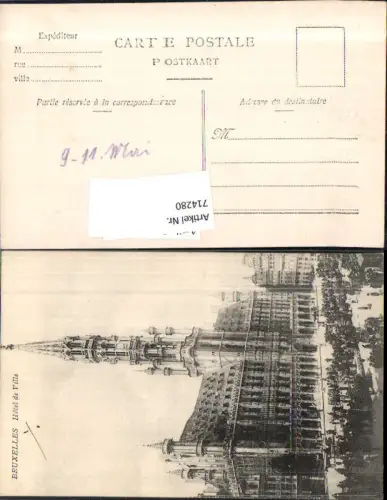 Expéditeur
M
rue
ville
CARTE POSTALE
POSTKAART
Partie réservée à la correspondance
Adresse du destinataire
M
9-11. Mai
Artikel Nr.
714280
BRUXELLES Hôtel de Ville